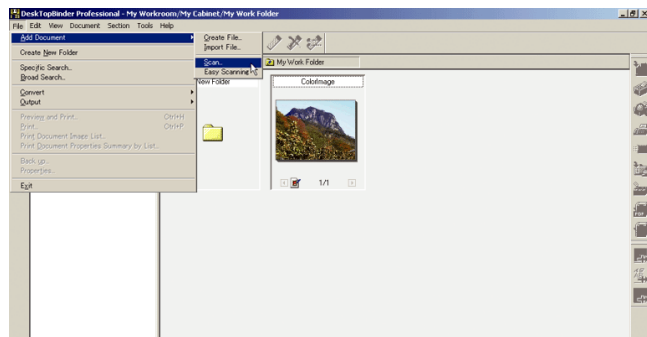 DeskTopBinder Professional - My Workroom/My Cabinet/My Work Folder
File Edit View Document Section Tools Help
Add Document
Create New Folder
Specific Search..
Broad Search..
Convert
Output
Preview and Print.. Ctrl+H
Print.. Ctrl+P
Print Document Image List..
Print Document Properties Summary by List..
Back up..
Properties..
Exit
Create File..
Import File..
Scan..
Easy Scanning
My Work Folder
New Folder
ColorImage
1/1